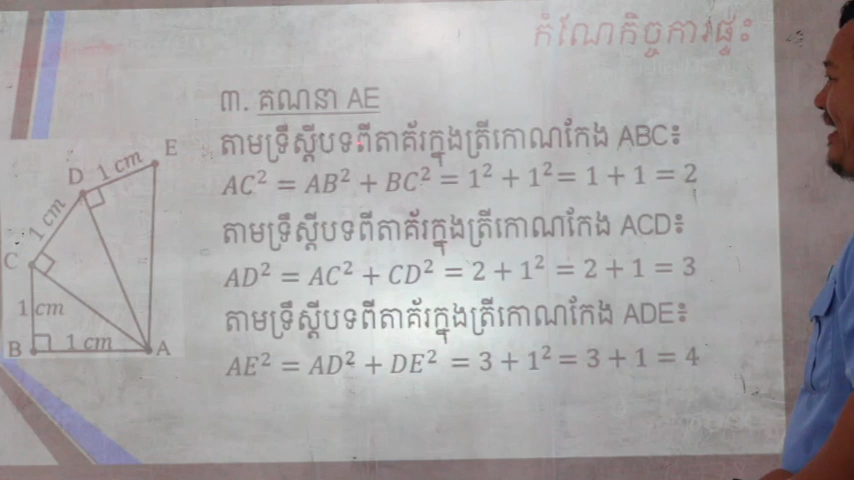 កំណែកិច្ចការផ្ទះ
៣. គណនា AE
តាមទ្រឹស្តីបទពីតាគ័រក្នុងត្រីកោណកែង ABC៖
AC² = AB² + BC² = 1² + 1² = 1 + 1 = 2
តាមទ្រឹស្តីបទពីតាគ័រក្នុងត្រីកោណកែង ACD៖
AD² = AC² + CD² = 2 + 1² = 2 + 1 = 3
តាមទ្រឹស្តីបទពីតាគ័រក្នុងត្រីកោណកែង ADE៖
AE² = AD² + DE² = 3 + 1² = 3 + 1 = 4
E
D 1 cm
1 cm
C
1 cm
B 1 cm A